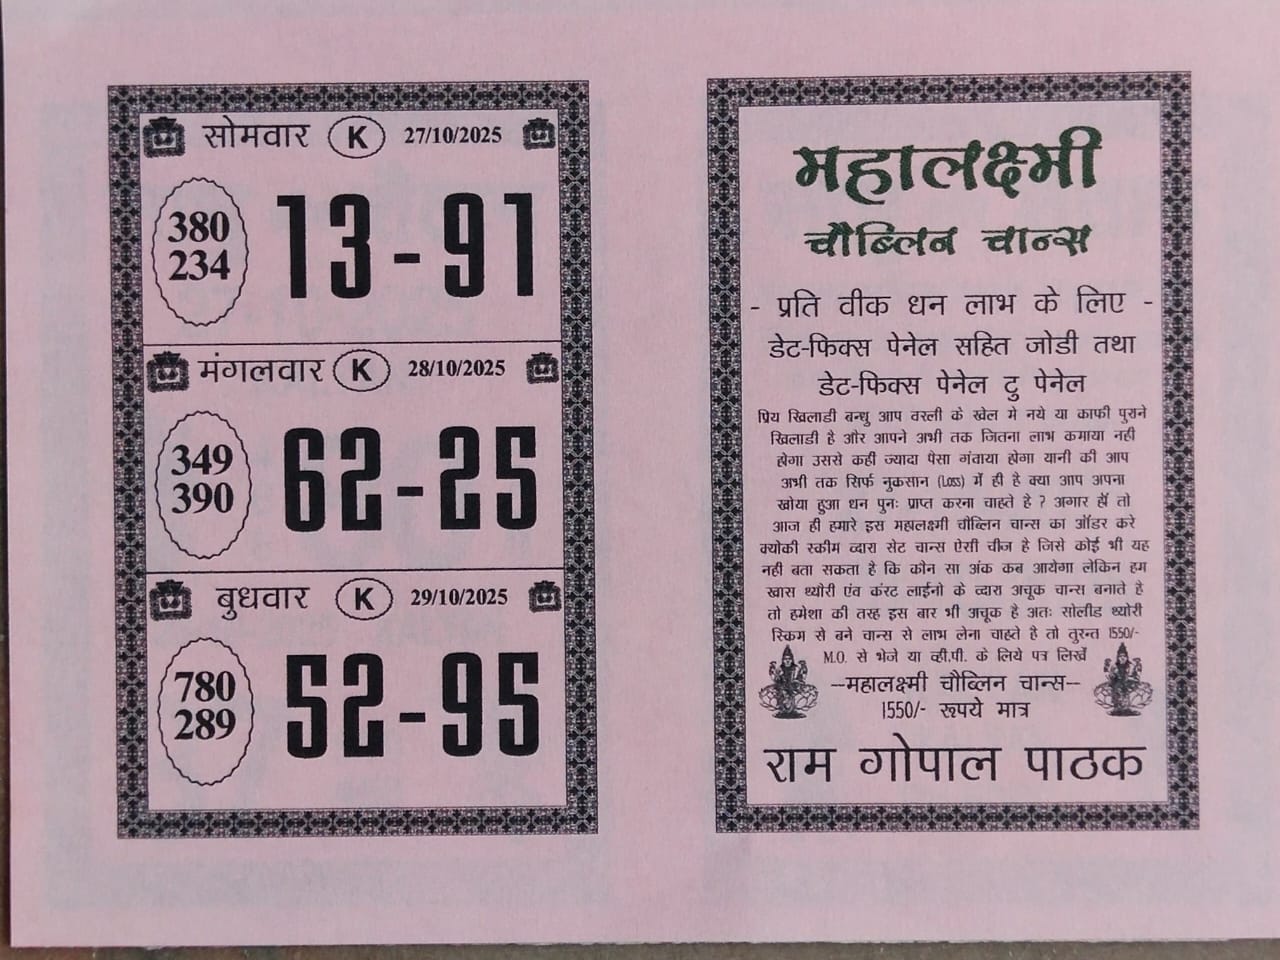 सोमवार K 27/10/2025
380
234
13-91
मंगलवार K 28/10/2025
349
390
62-25
बुधवार K 29/10/2025
780
289
52-95
महालक्ष्मी
चौब्लिन चान्स
- प्रति वीक धन लाभ के लिए -
डेट-फिक्स पेनेल सहित जोडी तथा
डेट-फिक्स पेनेल टु पेनेल
प्रिय खिलाडी बन्धु आप वरली के खेल मे नये या काफी पुराने
खिलाडी है और आपने अभी तक जितना लाभ कमाया नही
होगा उससे कहीं ज्यादा पैसा गंवाया होगा यानी की आप
अभी तक सिर्फ नुकसान (Loss) में ही है क्या आप अपना
खोया हुआ धन पुनः प्राप्त करना चाहते है ? अगार हाँ तो
आज ही हमारे इस महालक्ष्मी चौब्लिन चान्स का ऑडर करे
क्योकी स्कीम व्दारा सेट चान्स ऐसी चीज है जिसे कोई भी यह
नही बता सकता है कि कौन सा अंक कब आयेगा लेकिन हम
खास थ्योरी एंव करंट लाईनो के व्दारा अचूक चान्स बनाते है
तो हमेशा की तरह इस बार भी अचूक है अतः सोलीड थ्योरी
स्किम से बने चान्स से लाभ लेना चाहते है तो तुरन्त 1550/-
M.O. से भेजे या व्ही.पी. के लिये पत्र लिखें
--महालक्ष्मी चौब्लिन चान्स--
1550/- रूपये मात्र
राम गोपाल पाठक